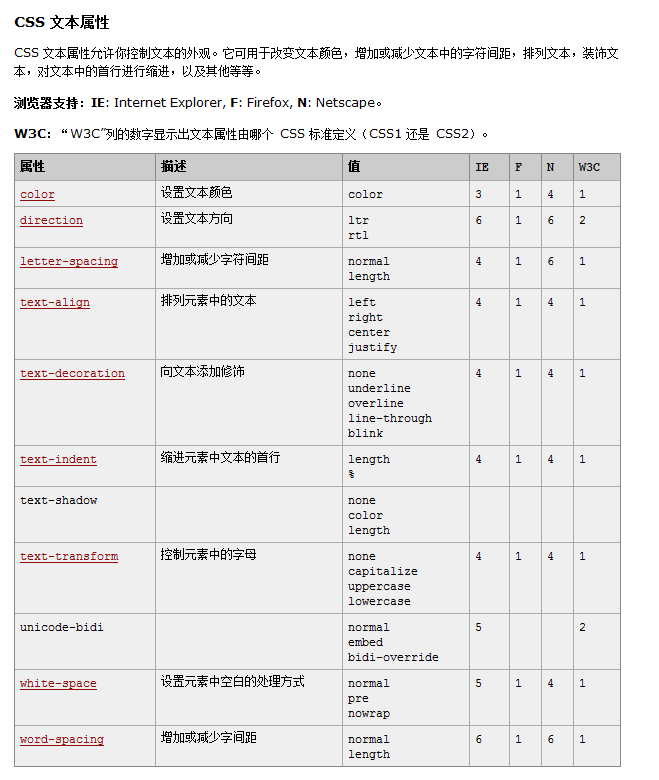 CSS 文本属性
CSS 文本属性允许你控制文本的外观。它可用于改变文本颜色，增加或减少文本中的字符间距，排列文本，装饰文
本，对文本中的首行进行缩进，以及其他等等。
浏览器支持：IE: Internet Explorer, F: Firefox, N: Netscape。
W3C: “W3C”列的数字显示出文本属性由哪个 CSS 标准定义（CSS1 还是 CSS2）。
属性 描述 值 IE F N W3C
color 设置文本颜色 color 3 1 4 1
direction 设置文本方向 ltr 6 1 6 2
rtl
letter-spacing 增加或减少字符间距 normal 4 1 6 1
length
text-align 排列元素中的文本 left 4 1 4 1
right
center
justify
text-decoration 向文本添加修饰 none 4 1 4 1
underline
overline
line-through
blink
text-indent 缩进元素中文本的首行 length 4 1 4 1
%
text-shadow none
color
length
text-transform 控制元素中的字母 none 4 1 4 1
capitalize
uppercase
lowercase
unicode-bidi normal 5 2
embed
bidi-override
white-space 设置元素中空白的处理方式 normal 5 1 4 1
pre
nowrap
word-spacing 增加或减少字间距 normal 6 1 6 1
length